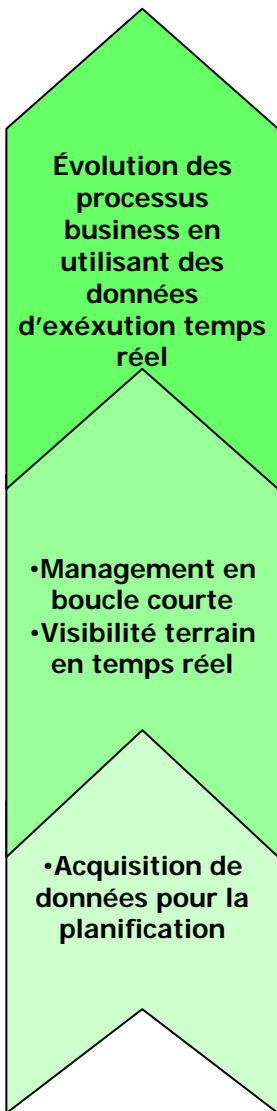 Évolution des
processus
business en
utilisant des
données
d'exéxution temps
réel
•Management en
boucle courte
•Visibilité terrain
en temps réel
•Acquisition de
données pour la
planification